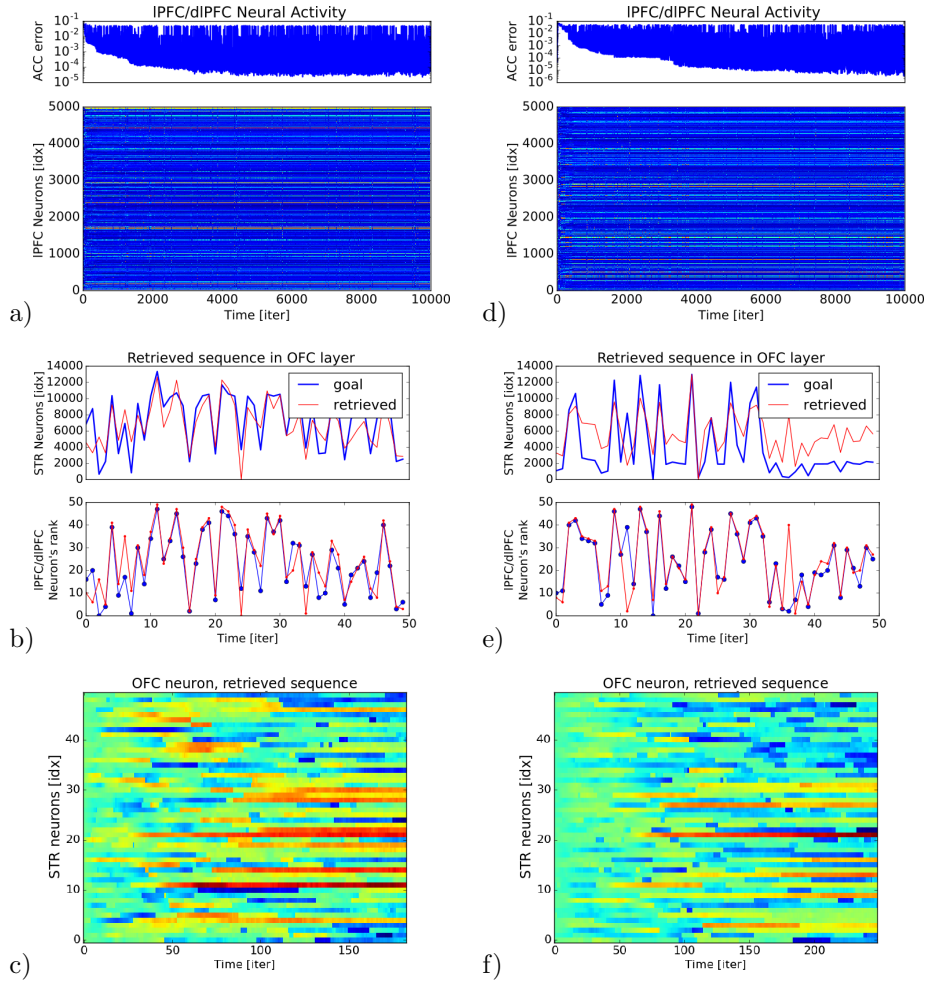 lPFC/dlPFC Neural Activity
10^-1
10^-2
10^-3
10^-4
10^-5
ACC error
5000
4000
3000
2000
1000
0
lPFC Neurons [idx]
0 2000 4000 6000 8000 10000
Time [iter]
a)
lPFC/dlPFC Neural Activity
10^-1
10^-2
10^-3
10^-4
10^-5
10^-6
ACC error
5000
4000
3000
2000
1000
0
lPFC Neurons [idx]
0 2000 4000 6000 8000 10000
Time [iter]
d)
Retrieved sequence in OFC layer
14000
12000
10000
8000
6000
4000
2000
0
STR Neurons [idx]
goal
retrieved
50
40
30
20
10
0
lPFC/dlPFC
Neuron's rank
0 10 20 30 40 50
Time [iter]
b)
Retrieved sequence in OFC layer
14000
12000
10000
8000
6000
4000
2000
0
STR Neurons [idx]
goal
retrieved
50
40
30
20
10
0
lPFC/dlPFC
Neuron's rank
0 10 20 30 40 50
Time [iter]
e)
OFC neuron, retrieved sequence
40
30
20
10
0
STR neurons [idx]
0 50 100 150
Time [iter]
c)
OFC neuron, retrieved sequence
40
30
20
10
0
STR neurons [idx]
0 50 100 150 200
Time [iter]
f)